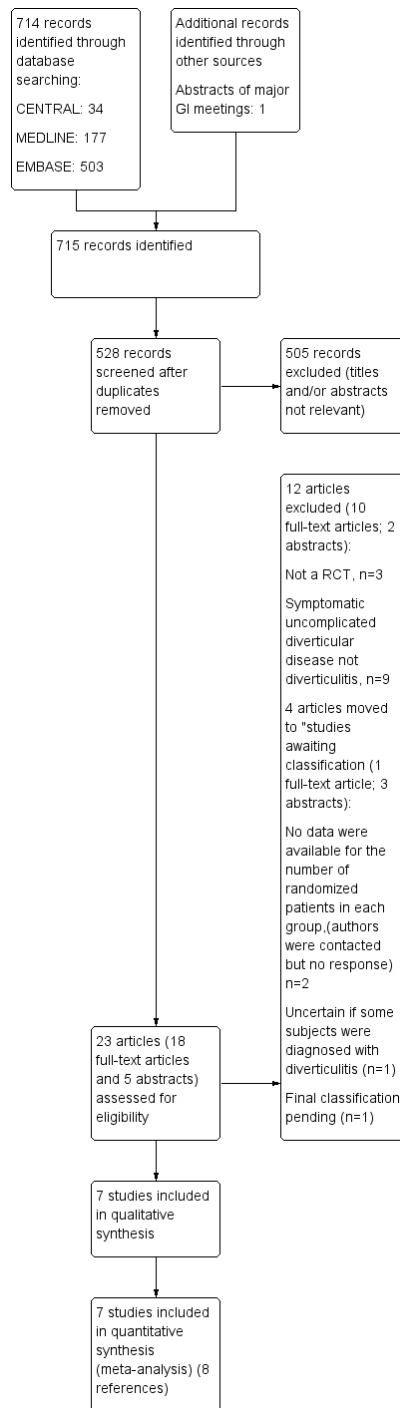 714 records
identified through
database
searching:
CENTRAL: 34
MEDLINE: 177
EMBASE: 503
Additional records
identified through
other sources
Abstracts of major
GI meetings: 1
715 records identified
528 records
screened after
duplicates
removed
505 records
excluded (titles
and/or abstracts
not relevant)
12 articles
excluded (10
full-text articles; 2
abstracts):
Not a RCT, n=3
Symptomatic
uncomplicated
diverticular
disease not
diverticulitis, n=9
4 articles moved
to "studies
awaiting
classification (1
full-text article; 3
abstracts):
No data were
available for the
number of
randomized
patients in each
group,(authors
were contacted
but no response)
n=2
Uncertain if some
subjects were
diagnosed with
diverticulitis (n=1)
Final classification
pending (n=1)
23 articles (18
full-text articles
and 5 abstracts)
assessed for
eligibility
7 studies included
in qualitative
synthesis
7 studies included
in quantitative
synthesis
(meta-analysis) (8
references)